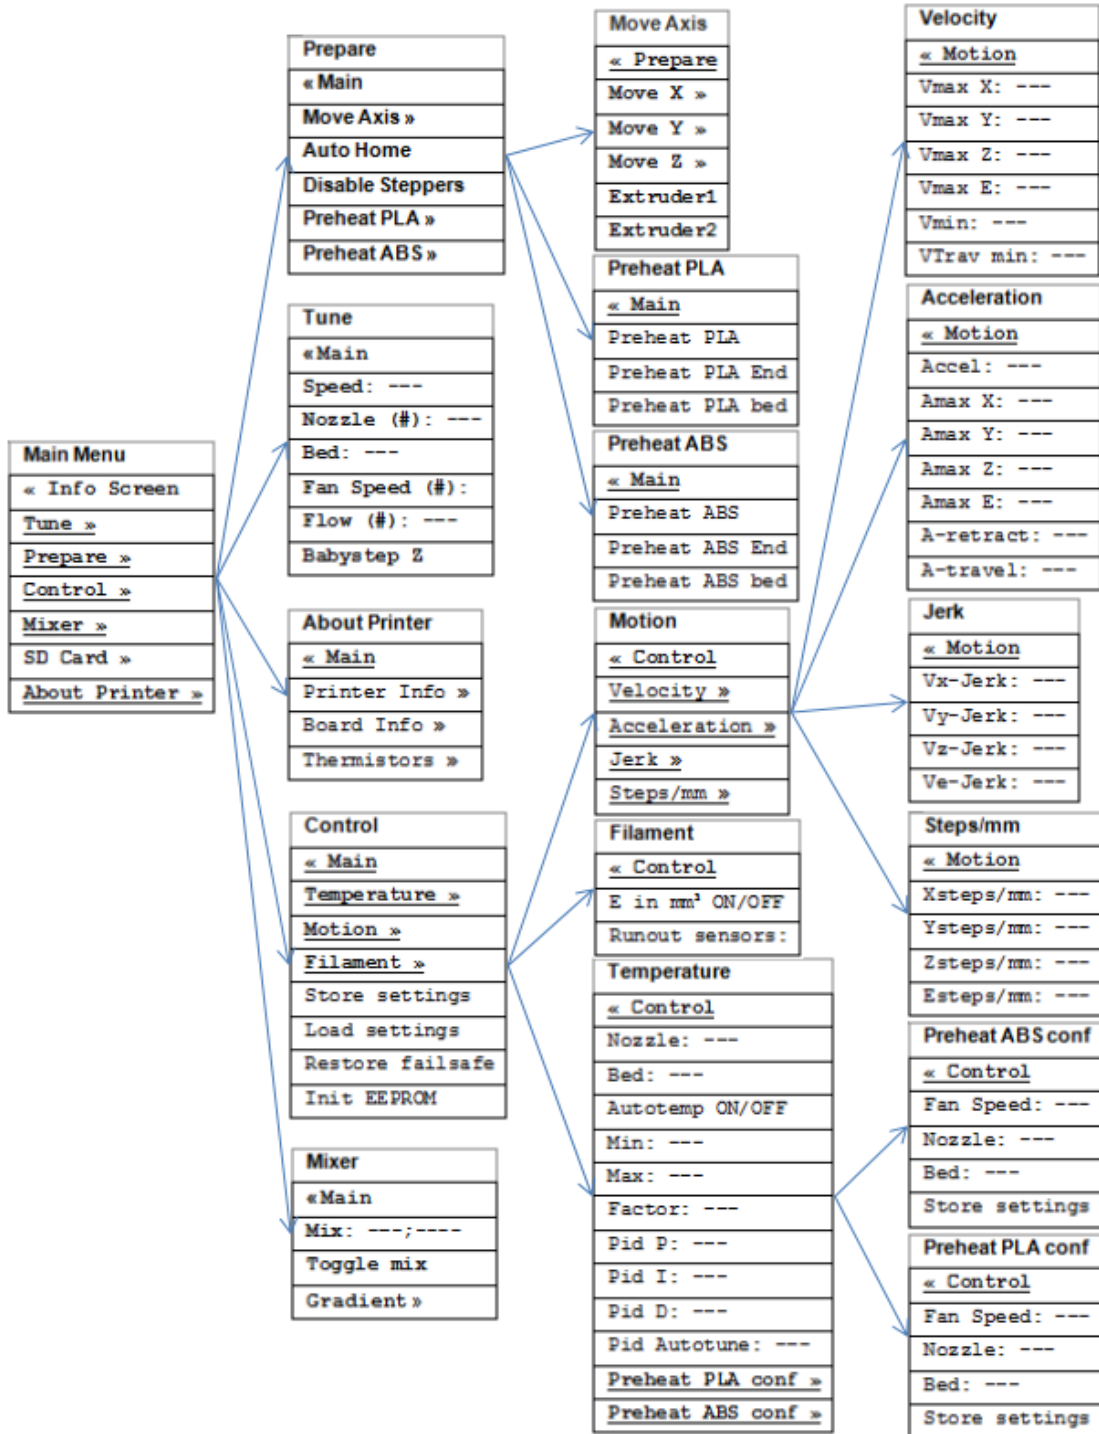 Main Menu
« Info Screen
Tune »
Prepare »
Control »
Mixer »
SD Card »
About Printer »
Prepare
« Main
Move Axis »
Auto Home
Disable Steppers
Preheat PLA »
Preheat ABS »
Tune
«Main
Speed: ---
Nozzle (#): ---
Bed: ---
Fan Speed (#):
Flow (#): ---
Babystep Z
About Printer
« Main
Printer Info »
Board Info »
Thermistors »
Control
« Main
Temperature »
Motion »
Filament »
Store settings
Load settings
Restore failsafe
Init EEPROM
Mixer
«Main
Mix: ---;----
Toggle mix
Gradient »
Move Axis
« Prepare
Move X »
Move Y »
Move Z »
Extruder1
Extruder2
Preheat PLA
« Main
Preheat PLA
Preheat PLA End
Preheat PLA bed
Preheat ABS
« Main
Preheat ABS
Preheat ABS End
Preheat ABS bed
Motion
« Control
Velocity »
Acceleration »
Jerk »
Steps/mm »
Filament
« Control
E in mm³ ON/OFF
Runout sensors:
Temperature
« Control
Nozzle: ---
Bed: ---
Autotemp ON/OFF
Min: ---
Max: ---
Factor: ---
Pid P: ---
Pid I: ---
Pid D: ---
Pid Autotune: ---
Preheat PLA conf »
Preheat ABS conf »
Velocity
« Motion
Vmax X: ---
Vmax Y: ---
Vmax Z: ---
Vmax E: ---
Vmin: ---
VTrav min: ---
Acceleration
« Motion
Accel: ---
Amax X: ---
Amax Y: ---
Amax Z: ---
Amax E: ---
A-retract: ---
A-travel: ---
Jerk
« Motion
Vx-Jerk: ---
Vy-Jerk: ---
Vz-Jerk: ---
Ve-Jerk: ---
Steps/mm
« Motion
Xsteps/mm: ---
Ysteps/mm: ---
Zsteps/mm: ---
Esteps/mm: ---
Preheat ABS conf
« Control
Fan Speed: ---
Nozzle: ---
Bed: ---
Store settings
Preheat PLA conf
« Control
Fan Speed: ---
Nozzle: ---
Bed: ---
Store settings